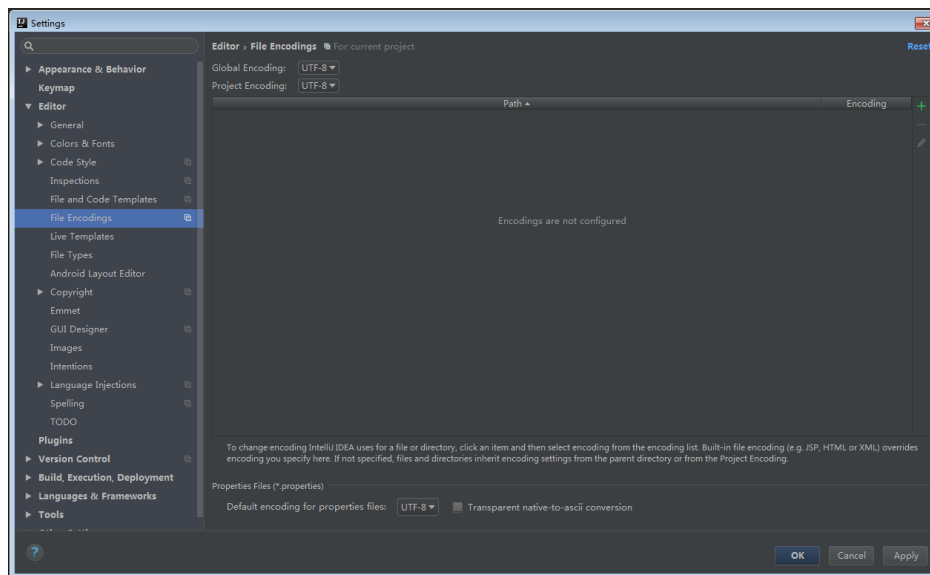 Settings
Editor › File Encodings For current project
Reset
Appearance & Behavior
Keymap
Editor
General
Colors & Fonts
Code Style
Inspections
File and Code Templates
File Encodings
Live Templates
File Types
Android Layout Editor
Copyright
Emmet
GUI Designer
Images
Intentions
Language Injections
Spelling
TODO
Plugins
Version Control
Build, Execution, Deployment
Languages & Frameworks
Tools
Global Encoding: UTF-8
Project Encoding: UTF-8
Path Encoding
Encodings are not configured
To change encoding IntelliJ IDEA uses for a file or directory, click an item and then select encoding from the encoding list. Built-in file encoding (e.g. JSP, HTML or XML) overrides
encoding you specify here. If not specified, files and directories inherit encoding settings from the parent directory or from the Project Encoding.
Properties Files (*.properties)
Default encoding for properties files: UTF-8 Transparent native-to-ascii conversion
?
OK Cancel Apply